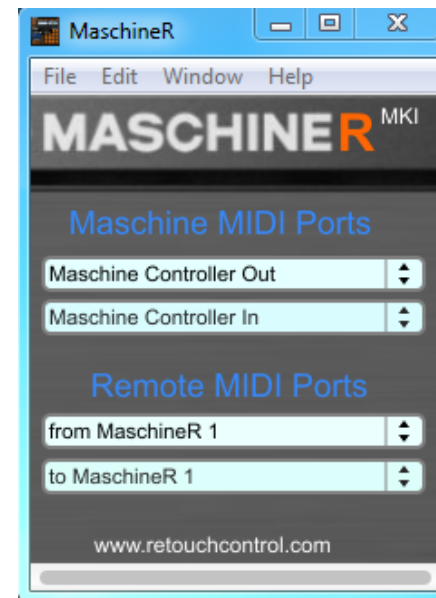 MaschineR
File Edit Window Help
MASCHINER MKI
Maschine MIDI Ports
Maschine Controller Out
Maschine Controller In
Remote MIDI Ports
from MaschineR 1
to MaschineR 1
www.retouchcontrol.com